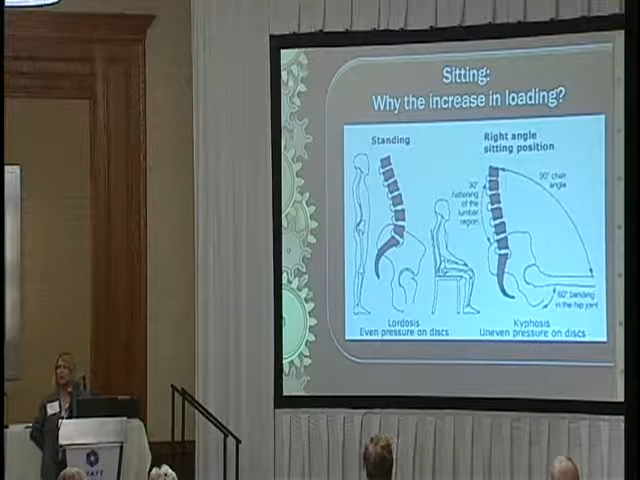 Sitting:
Why the increase in loading?
Standing
Right angle
sitting position
90° chair
angle
30°
flattening
of the
lumbar
region
60° bending
in the hip joint
Lordosis
Even pressure on discs
Kyphosis
Uneven pressure on discs